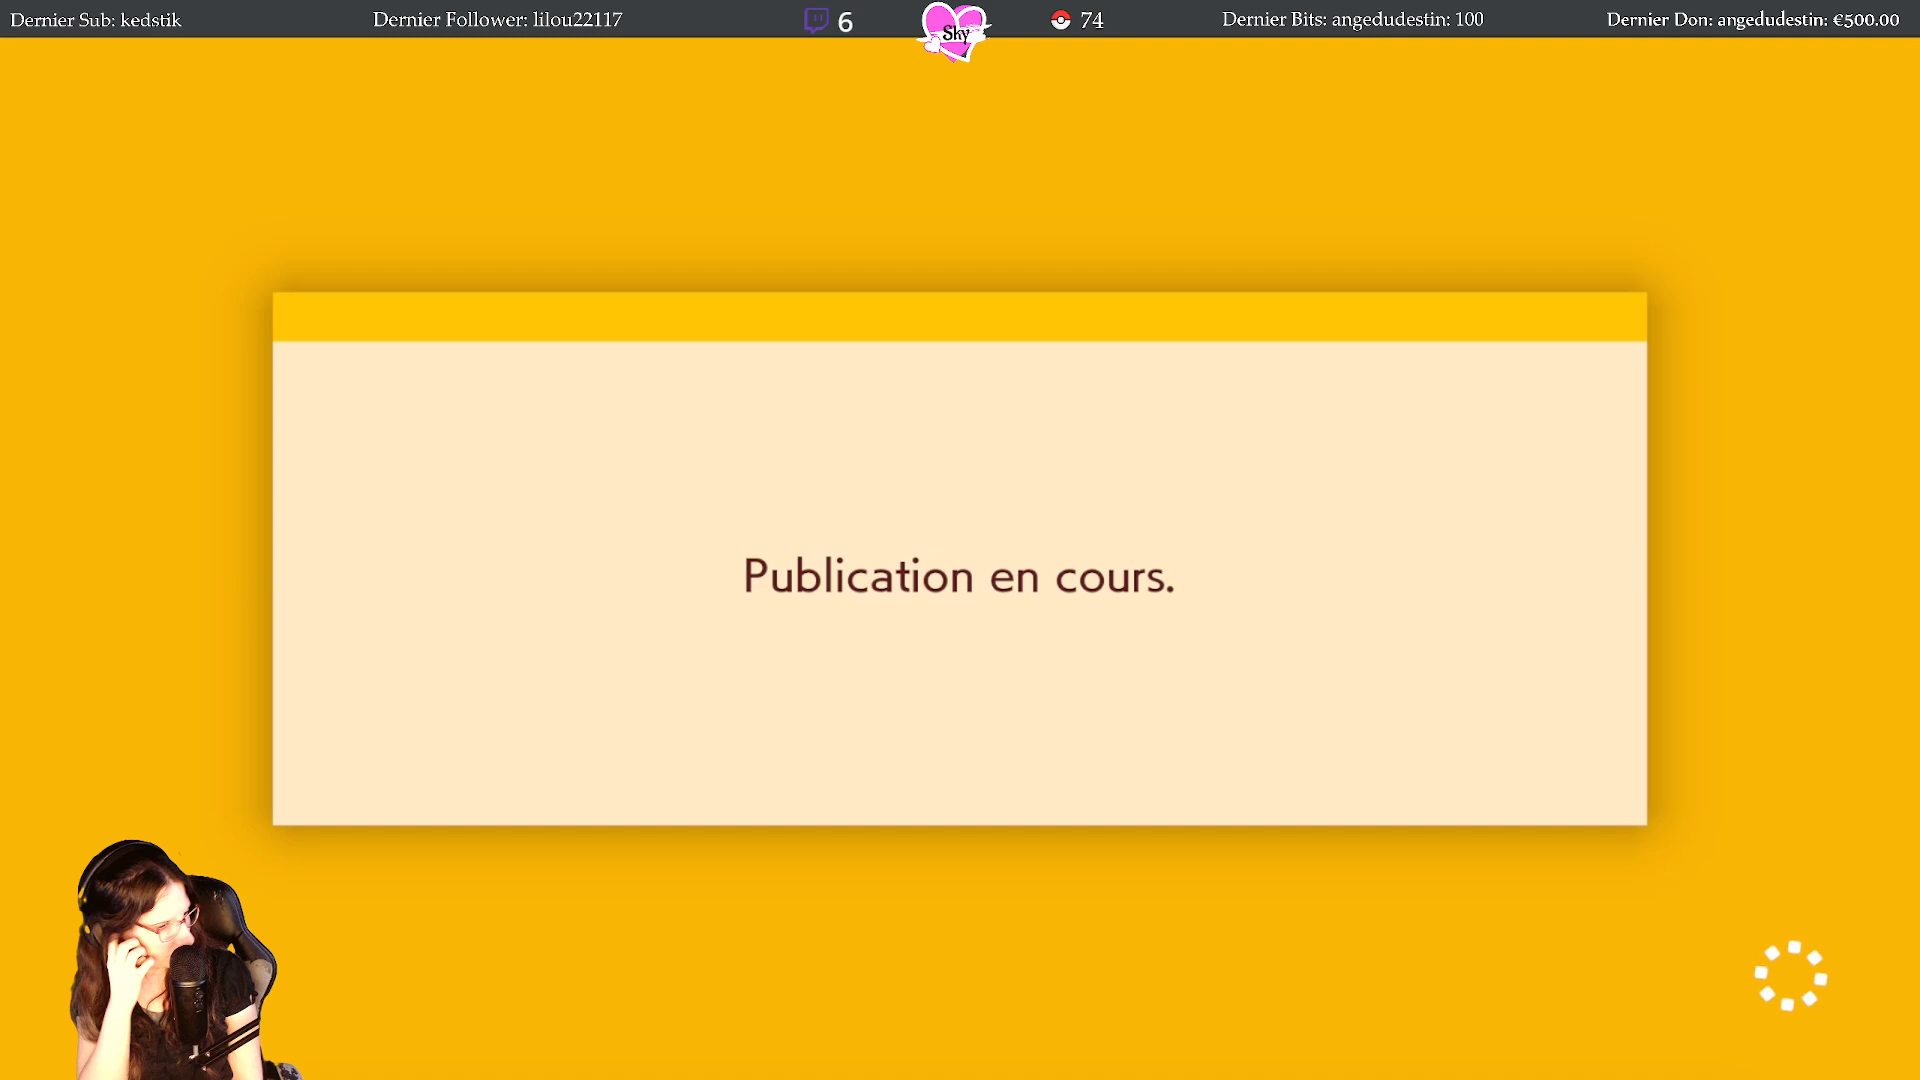 Dernier Sub: kedstik
Dernier Follower: lilou22117
6
Sky
74
Dernier Bits: angedudestin: 100
Dernier Don: angedudestin: €500.00
Publication en cours.